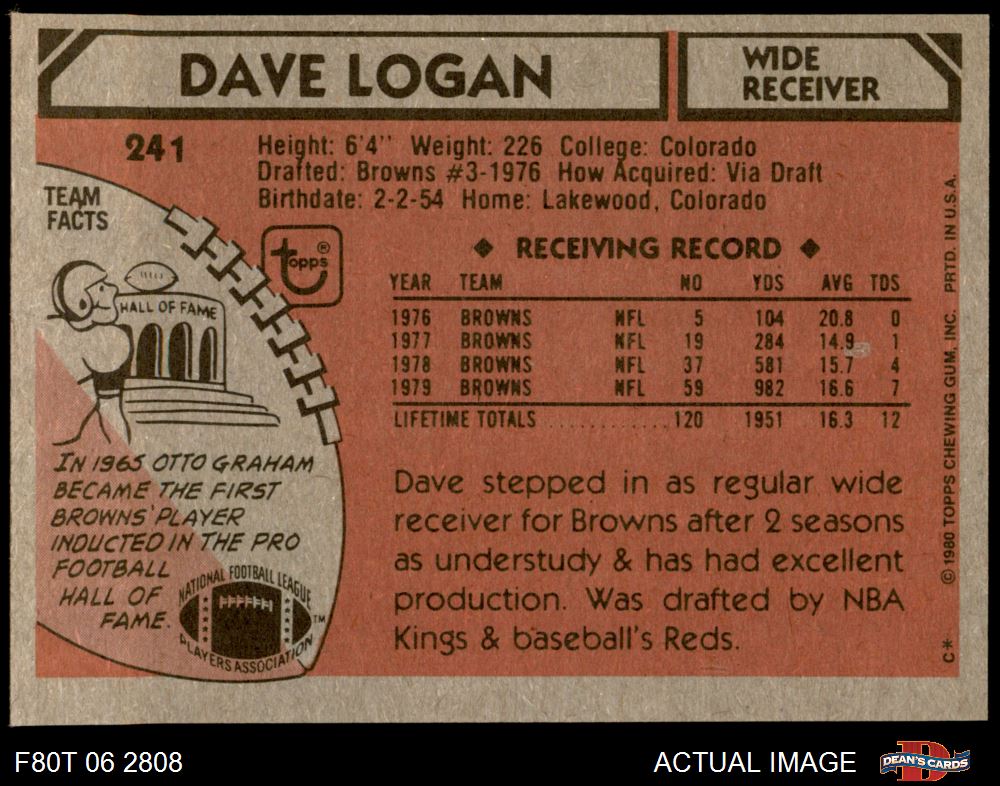 DAVE LOGAN
WIDE
RECEIVER
241
Height: 6'4" Weight: 226 College: Colorado
Drafted: Browns #3-1976 How Acquired: Via Draft
Birthdate: 2-2-54 Home: Lakewood, Colorado
TEAM
FACTS
topps®
HALL OF FAME
◆ RECEIVING RECORD ◆
YEAR TEAM NO YDS AVG TDS
1976 BROWNS NFL 5 104 20.8 0
1977 BROWNS NFL 19 284 14.9 1
1978 BROWNS NFL 37 581 15.7 4
1979 BROWNS NFL 59 982 16.6 7
LIFETIME TOTALS ............ 120 1951 16.3 12
IN 1965 OTTO GRAHAM
BECAME THE FIRST
BROWNS' PLAYER
INDUCTED IN THE PRO
FOOTBALL
HALL OF
FAME.
NATIONAL FOOTBALL LEAGUE
PLAYERS ASSOCIATION
TM
Dave stepped in as regular wide
receiver for Browns after 2 seasons
as understudy & has had excellent
production. Was drafted by NBA
Kings & baseball's Reds.
C* © 1980 TOPPS CHEWING GUM, INC. PRTD. IN U.S.A.
F80T 06 2808
ACTUAL IMAGE
DEAN'S CARDS